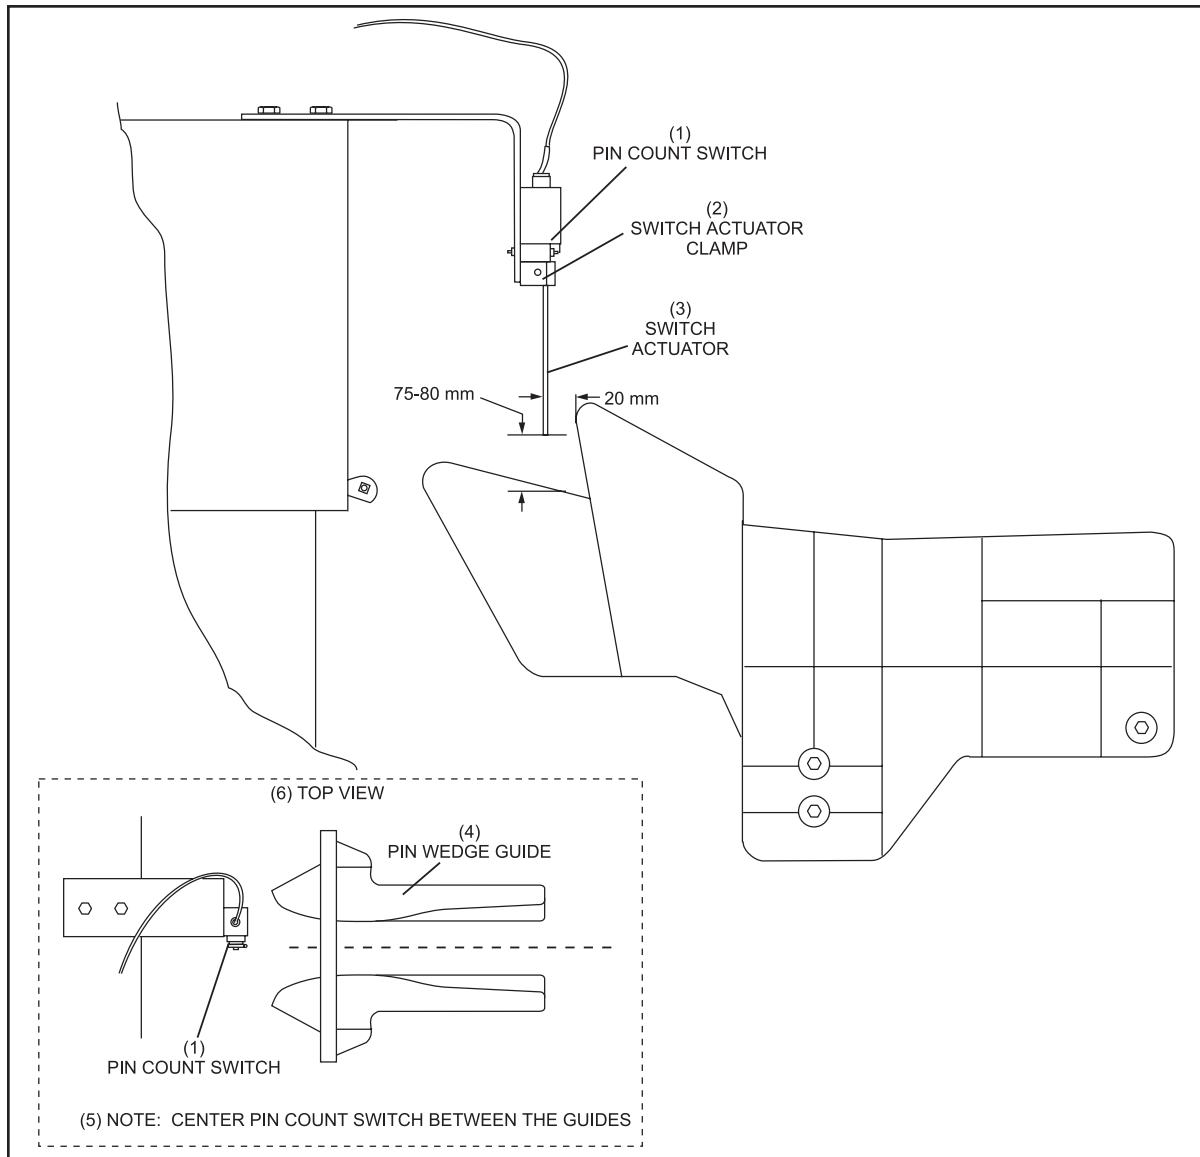 (1)
PIN COUNT SWITCH
(2)
SWITCH ACTUATOR
CLAMP
(3)
SWITCH
ACTUATOR
75-80 mm
20 mm
(6) TOP VIEW
(4)
PIN WEDGE GUIDE
(1)
PIN COUNT SWITCH
(5) NOTE: CENTER PIN COUNT SWITCH BETWEEN THE GUIDES